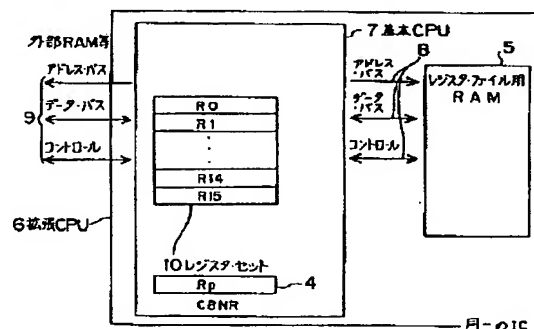 外部RAM等
アドレス・バス
データ・バス
コントロール
9
6拡張CPU
7基本CPU
8
アドレス
・バス
データ
・バス
コントロール
5
レジスタ・ファイル用
RAM
R0
R1
R14
R15
10レジスタ・セット
Rp
4
CBNR
同一のIC